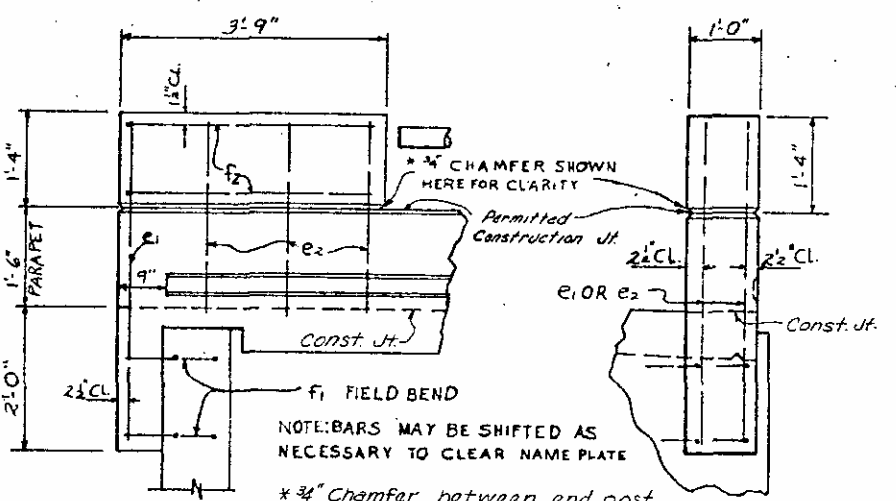 3'-9"
1'-0"
1½" Cl.
1'-4"
f2
* ¾" CHAMFER SHOWN
HERE FOR CLARITY
1'-4"
Permitted
Construction Jt.
1'-6"
PARAPET
e1
e2
9"
2½" Cl.
2½" Cl.
e1 OR e2
Const. Jt.
Const. Jt.
2'-0"
2½" Cl.
f1 FIELD BEND
NOTE: BARS MAY BE SHIFTED AS
NECESSARY TO CLEAR NAME PLATE
* ¾" Chamfer between end post